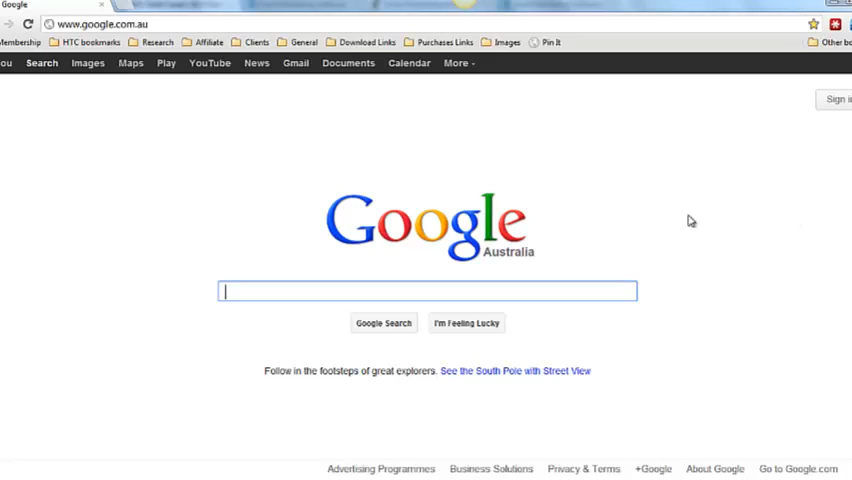 Google
www.google.com.au
Membership HTC bookmarks Research Affiliate Clients General Download Links Purchases Links Images Pin It Other bo
ou Search Images Maps Play YouTube News Gmail Documents Calendar More
Sign i
Google
Australia
Google Search I'm Feeling Lucky
Follow in the footsteps of great explorers. See the South Pole with Street View
Advertising Programmes Business Solutions Privacy & Terms +Google About Google Go to Google.com